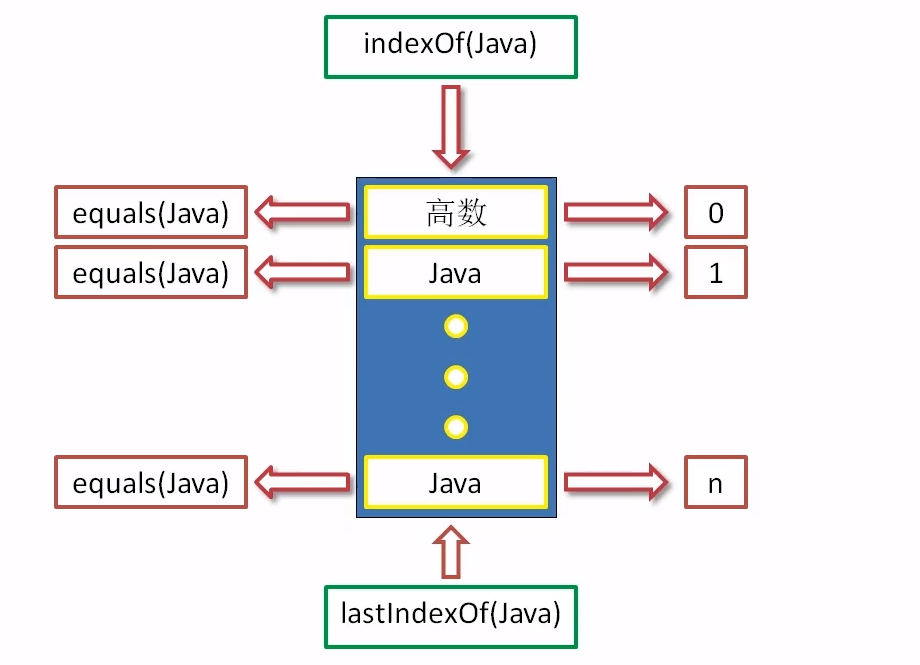 indexOf(Java)
equals(Java) 高数 0
equals(Java) Java 1
equals(Java) Java n
lastIndexOf(Java)